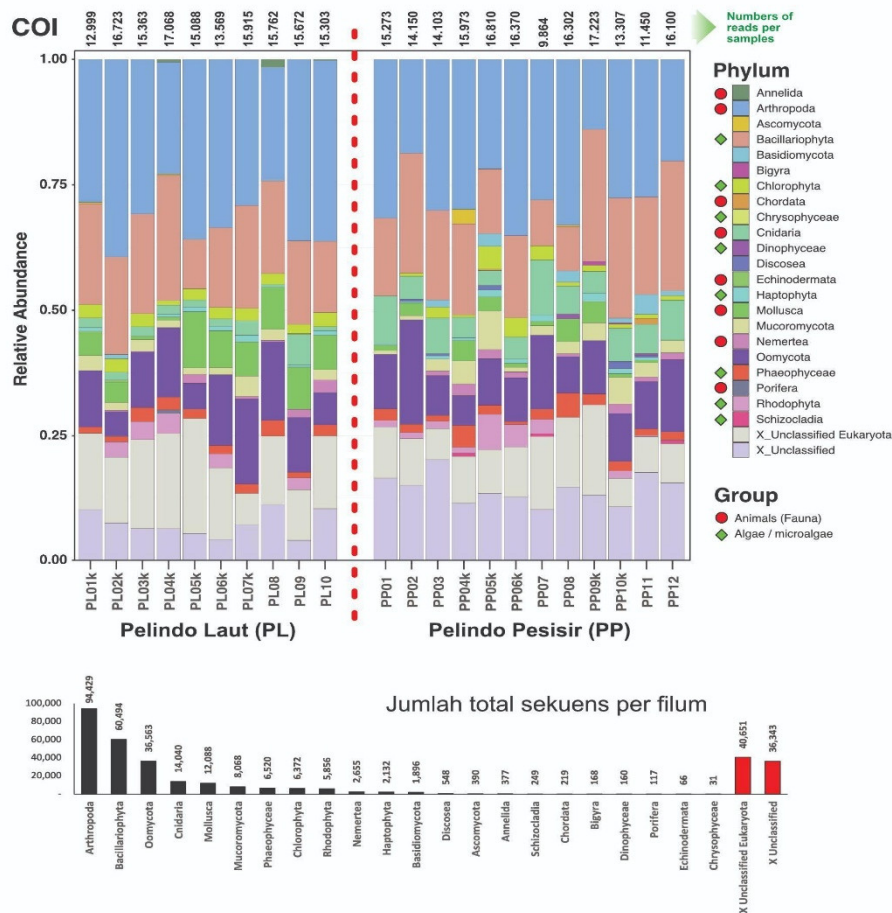 COI
12.999 16.723 15.363 17.068 15.088 13.569 15.915 15.762 15.672 15.303
15.273 14.150 14.103 15.973 16.810 16.370 9.864 16.302 17.223 13.307 11.450 16.100
Numbers of
reads per
samples
Relative Abundance
1.00
0.75
0.50
0.25
0.00
PL01k PL02k PL03k PL04k PL05k PL06k PL07k PL08 PL09 PL10
PP01 PP02 PP03 PP04k PP05k PP06k PP07 PP08 PP09k PP10k PP11 PP12
Pelindo Laut (PL)
Pelindo Pesisir (PP)
Phylum
Annelida
Arthropoda
Ascomycota
Bacillariophyta
Basidiomycota
Bigyra
Chlorophyta
Chordata
Chrysophyceae
Cnidaria
Dinophyceae
Discosea
Echinodermata
Haptophyta
Mollusca
Mucoromycota
Nemertea
Oomycota
Phaeophyceae
Porifera
Rhodophyta
Schizocladia
X_Unclassified Eukaryota
X_Unclassified
Group
Animals (Fauna)
Algae / microalgae
Jumlah total sekuens per filum
100,000
80,000
60,000
40,000
20,000
-
94,429 60,494 36,563 14,040 12,088 8,068 6,520 6,372 5,856 2,655 2,132 1,896 548 390 377 249 219 168 160 117 66 31 40,651 36,343
Arthropoda
Bacillariophyta
Oomycota
Cnidaria
Mollusca
Mucoromycota
Phaeophyceae
Chlorophyta
Rhodophyta
Nemertea
Haptophyta
Basidiomycota
Discosea
Ascomycota
Annelida
Schizocladia
Chordata
Bigyra
Dinophyceae
Porifera
Echinodermata
Chrysophyceae
X Unclassified Eukaryota
X Unclassified